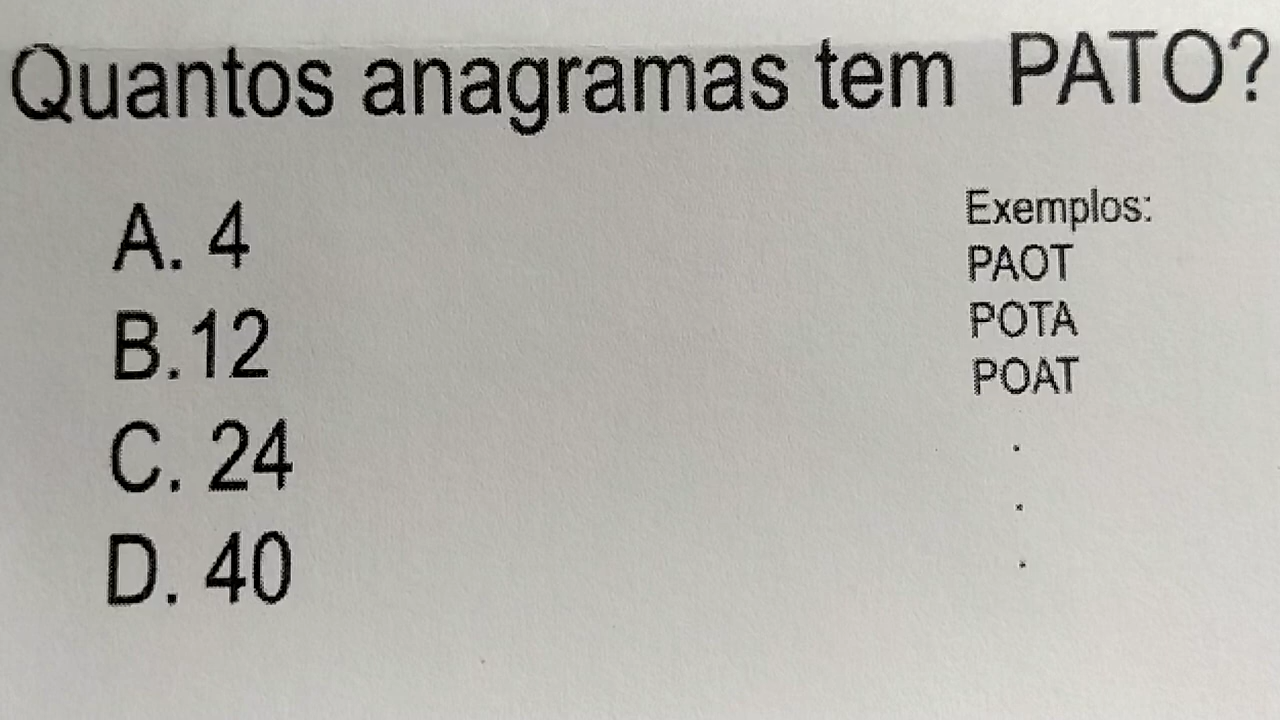 Quantos anagramas tem PATO?
A. 4
B.12
C. 24
D. 40
Exemplos:
PAOT
POTA
POAT
.
.
.